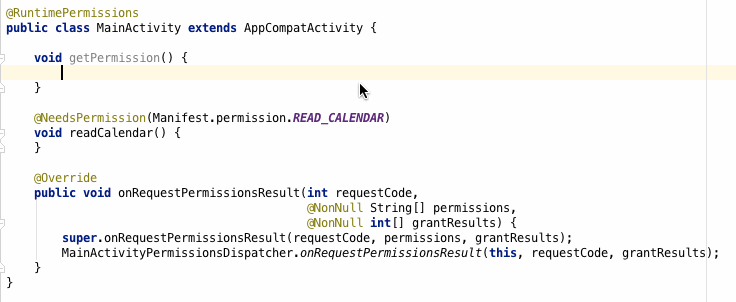 @RuntimePermissions
public class MainActivity extends AppCompatActivity {
void getPermission() {
}
@NeedsPermission(Manifest.permission.READ_CALENDAR)
void readCalendar() {
}
@Override
public void onRequestPermissionsResult(int requestCode,
@NonNull String[] permissions,
@NonNull int[] grantResults) {
super.onRequestPermissionsResult(requestCode, permissions, grantResults);
MainActivityPermissionsDispatcher.onRequestPermissionsResult(this, requestCode, grantResults);
}
}